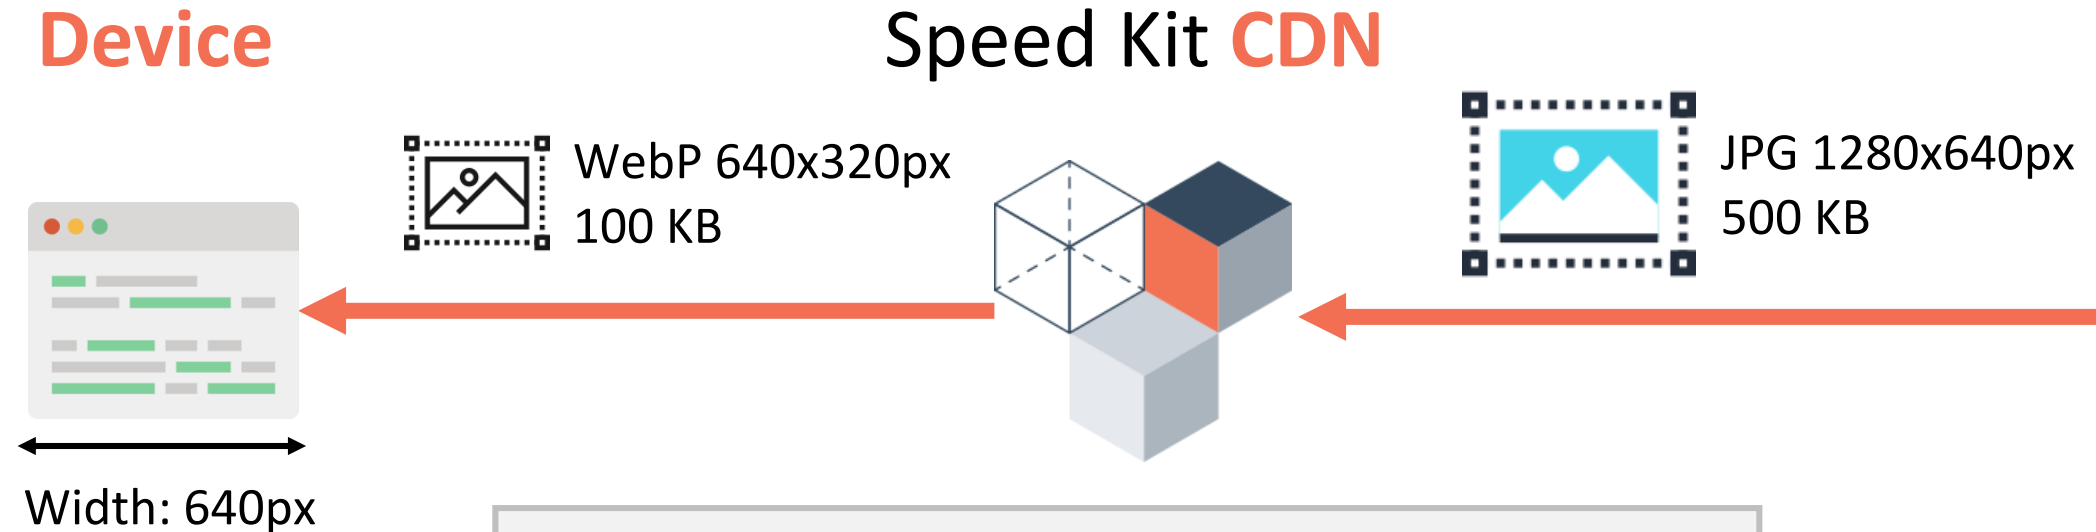 Device
Speed Kit CDN
WebP 640x320px
100 KB
JPG 1280x640px
500 KB
Width: 640px